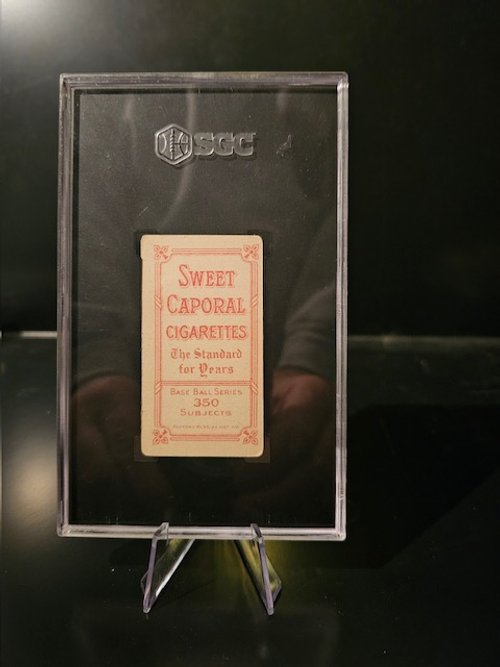 SGC
SWEET
CAPORAL
CIGARETTES
The Standard
for Years
BASE BALL SERIES
350
SUBJECTS